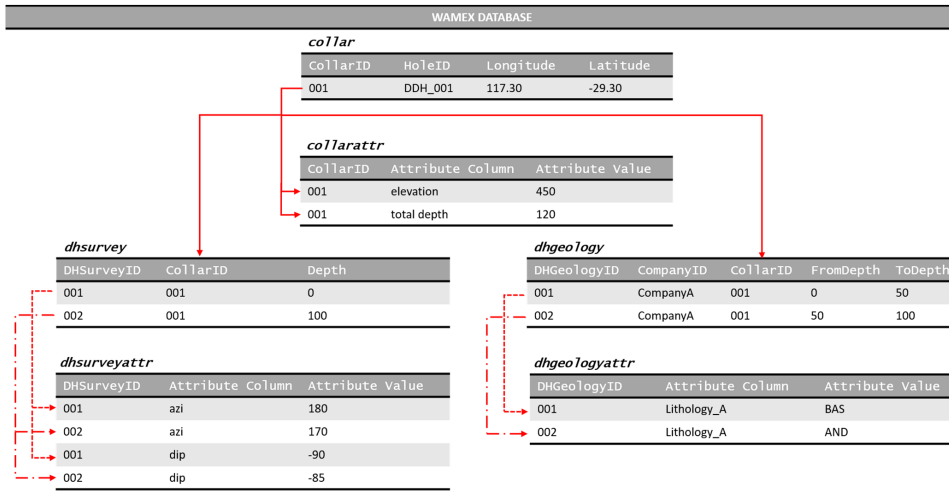 WAMEX DATABASE
collar
CollarID HoleID Longitude Latitude
001 DDH_001 117.30 -29.30
collarattr
CollarID Attribute Column Attribute Value
001 elevation 450
001 total depth 120
dhsurvey
DHSurveyID CollarID Depth
001 001 0
002 001 100
dhgeology
DHGeologyID CompanyID CollarID FromDepth ToDepth
001 CompanyA 001 0 50
002 CompanyA 001 50 100
dhsurveyattr
DHSurveyID Attribute Column Attribute Value
001 azi 180
002 azi 170
001 dip -90
002 dip -85
dhgeologyattr
DHGeologyID Attribute Column Attribute Value
001 Lithology_A BAS
002 Lithology_A AND